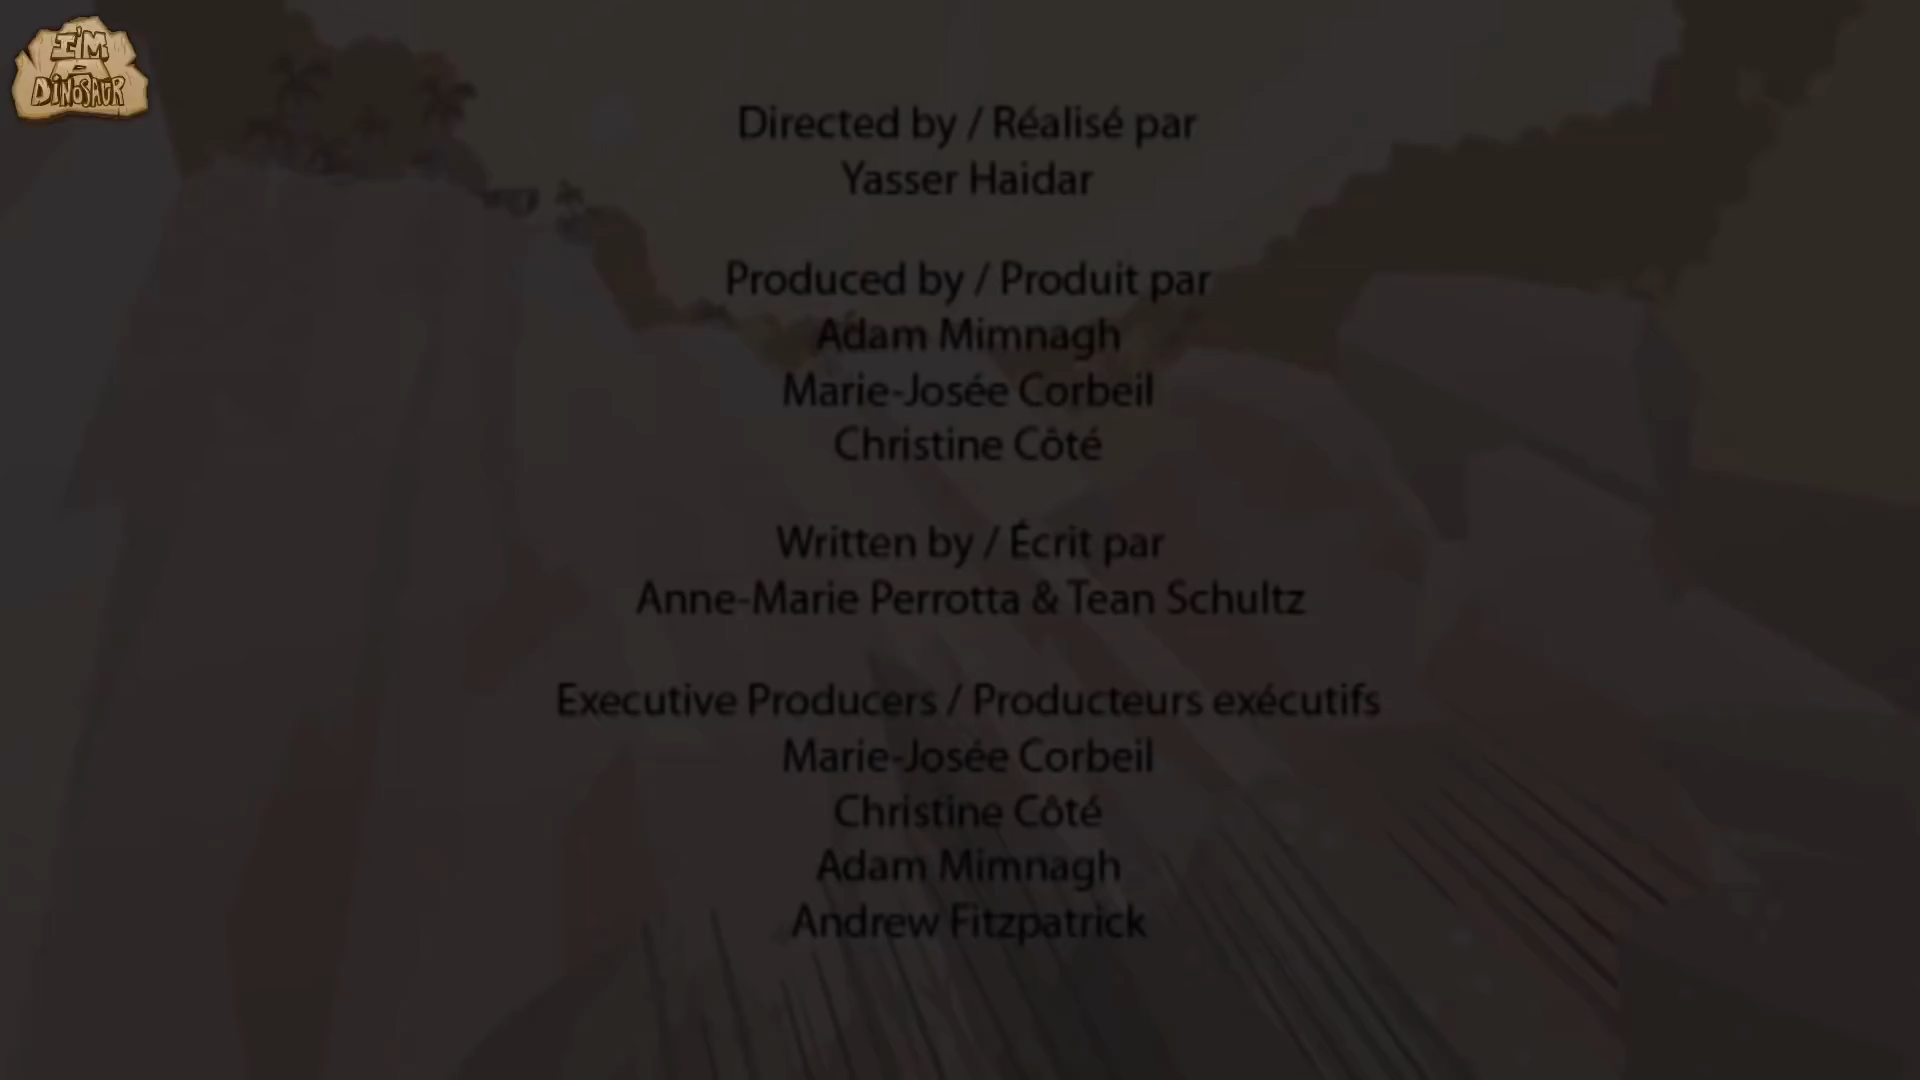 I'M
A
DINOSAUR
Directed by / Réalisé par
Yasser Haidar
Produced by / Produit par
Adam Mimnagh
Marie-Josée Corbeil
Christine Côté
Written by / Écrit par
Anne-Marie Perrotta & Tean Schultz
Executive Producers / Producteurs exécutifs
Marie-Josée Corbeil
Christine Côté
Adam Mimnagh
Andrew Fitzpatrick